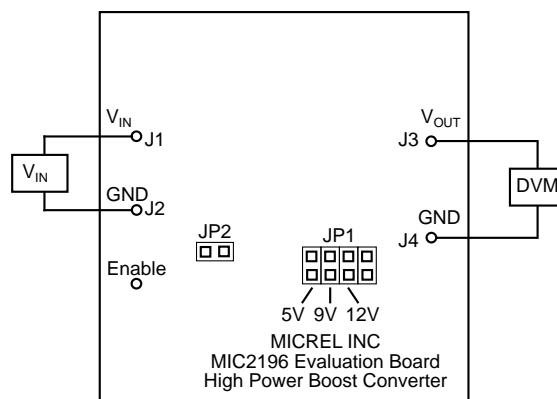 V_IN J1
V_IN
GND J2
Enable
JP2
V_OUT
J3
DVM
GND
J4
JP1
5V 9V 12V
MICREL INC
MIC2196 Evaluation Board
High Power Boost Converter